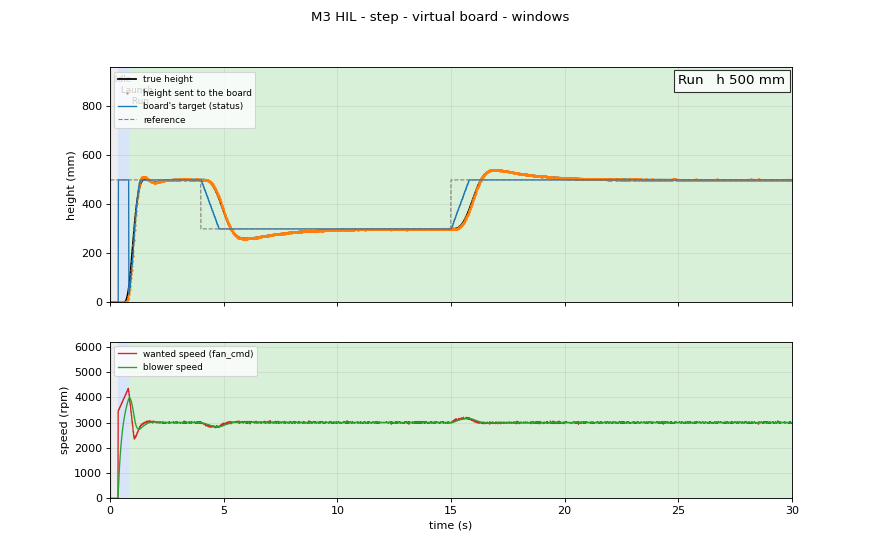 M3 HIL - step - virtual board - windows
Run h 500 mm
true height
height sent to the board
board's target (status)
reference
height (mm)
800
600
400
200
0
wanted speed (fan_cmd)
blower speed
speed (rpm)
6000
5000
4000
3000
2000
1000
0
0 5 10 15 20 25 30
time (s)